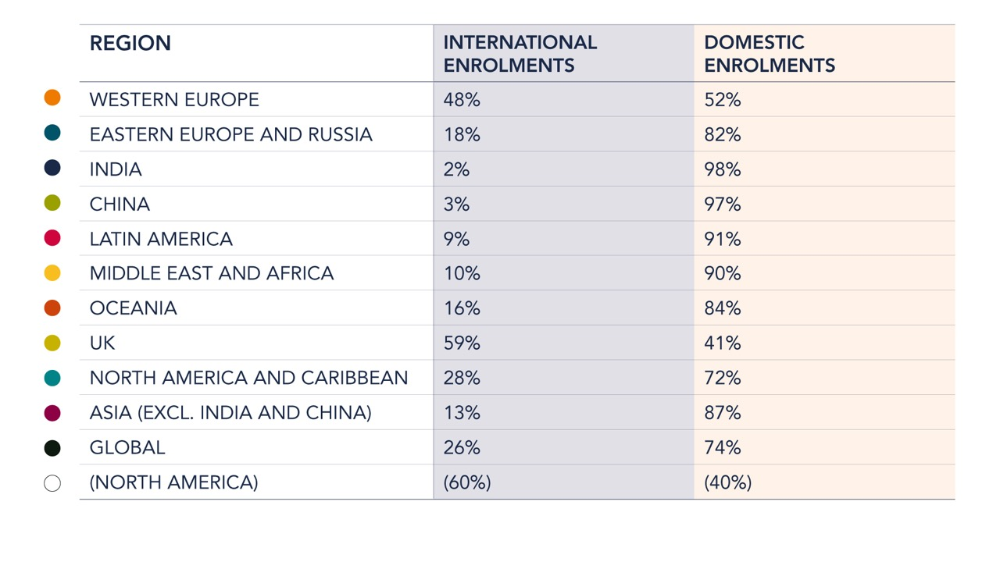 REGION INTERNATIONAL ENROLMENTS DOMESTIC ENROLMENTS
WESTERN EUROPE 48% 52%
EASTERN EUROPE AND RUSSIA 18% 82%
INDIA 2% 98%
CHINA 3% 97%
LATIN AMERICA 9% 91%
MIDDLE EAST AND AFRICA 10% 90%
OCEANIA 16% 84%
UK 59% 41%
NORTH AMERICA AND CARIBBEAN 28% 72%
ASIA (EXCL. INDIA AND CHINA) 13% 87%
GLOBAL 26% 74%
(NORTH AMERICA) (60%) (40%)